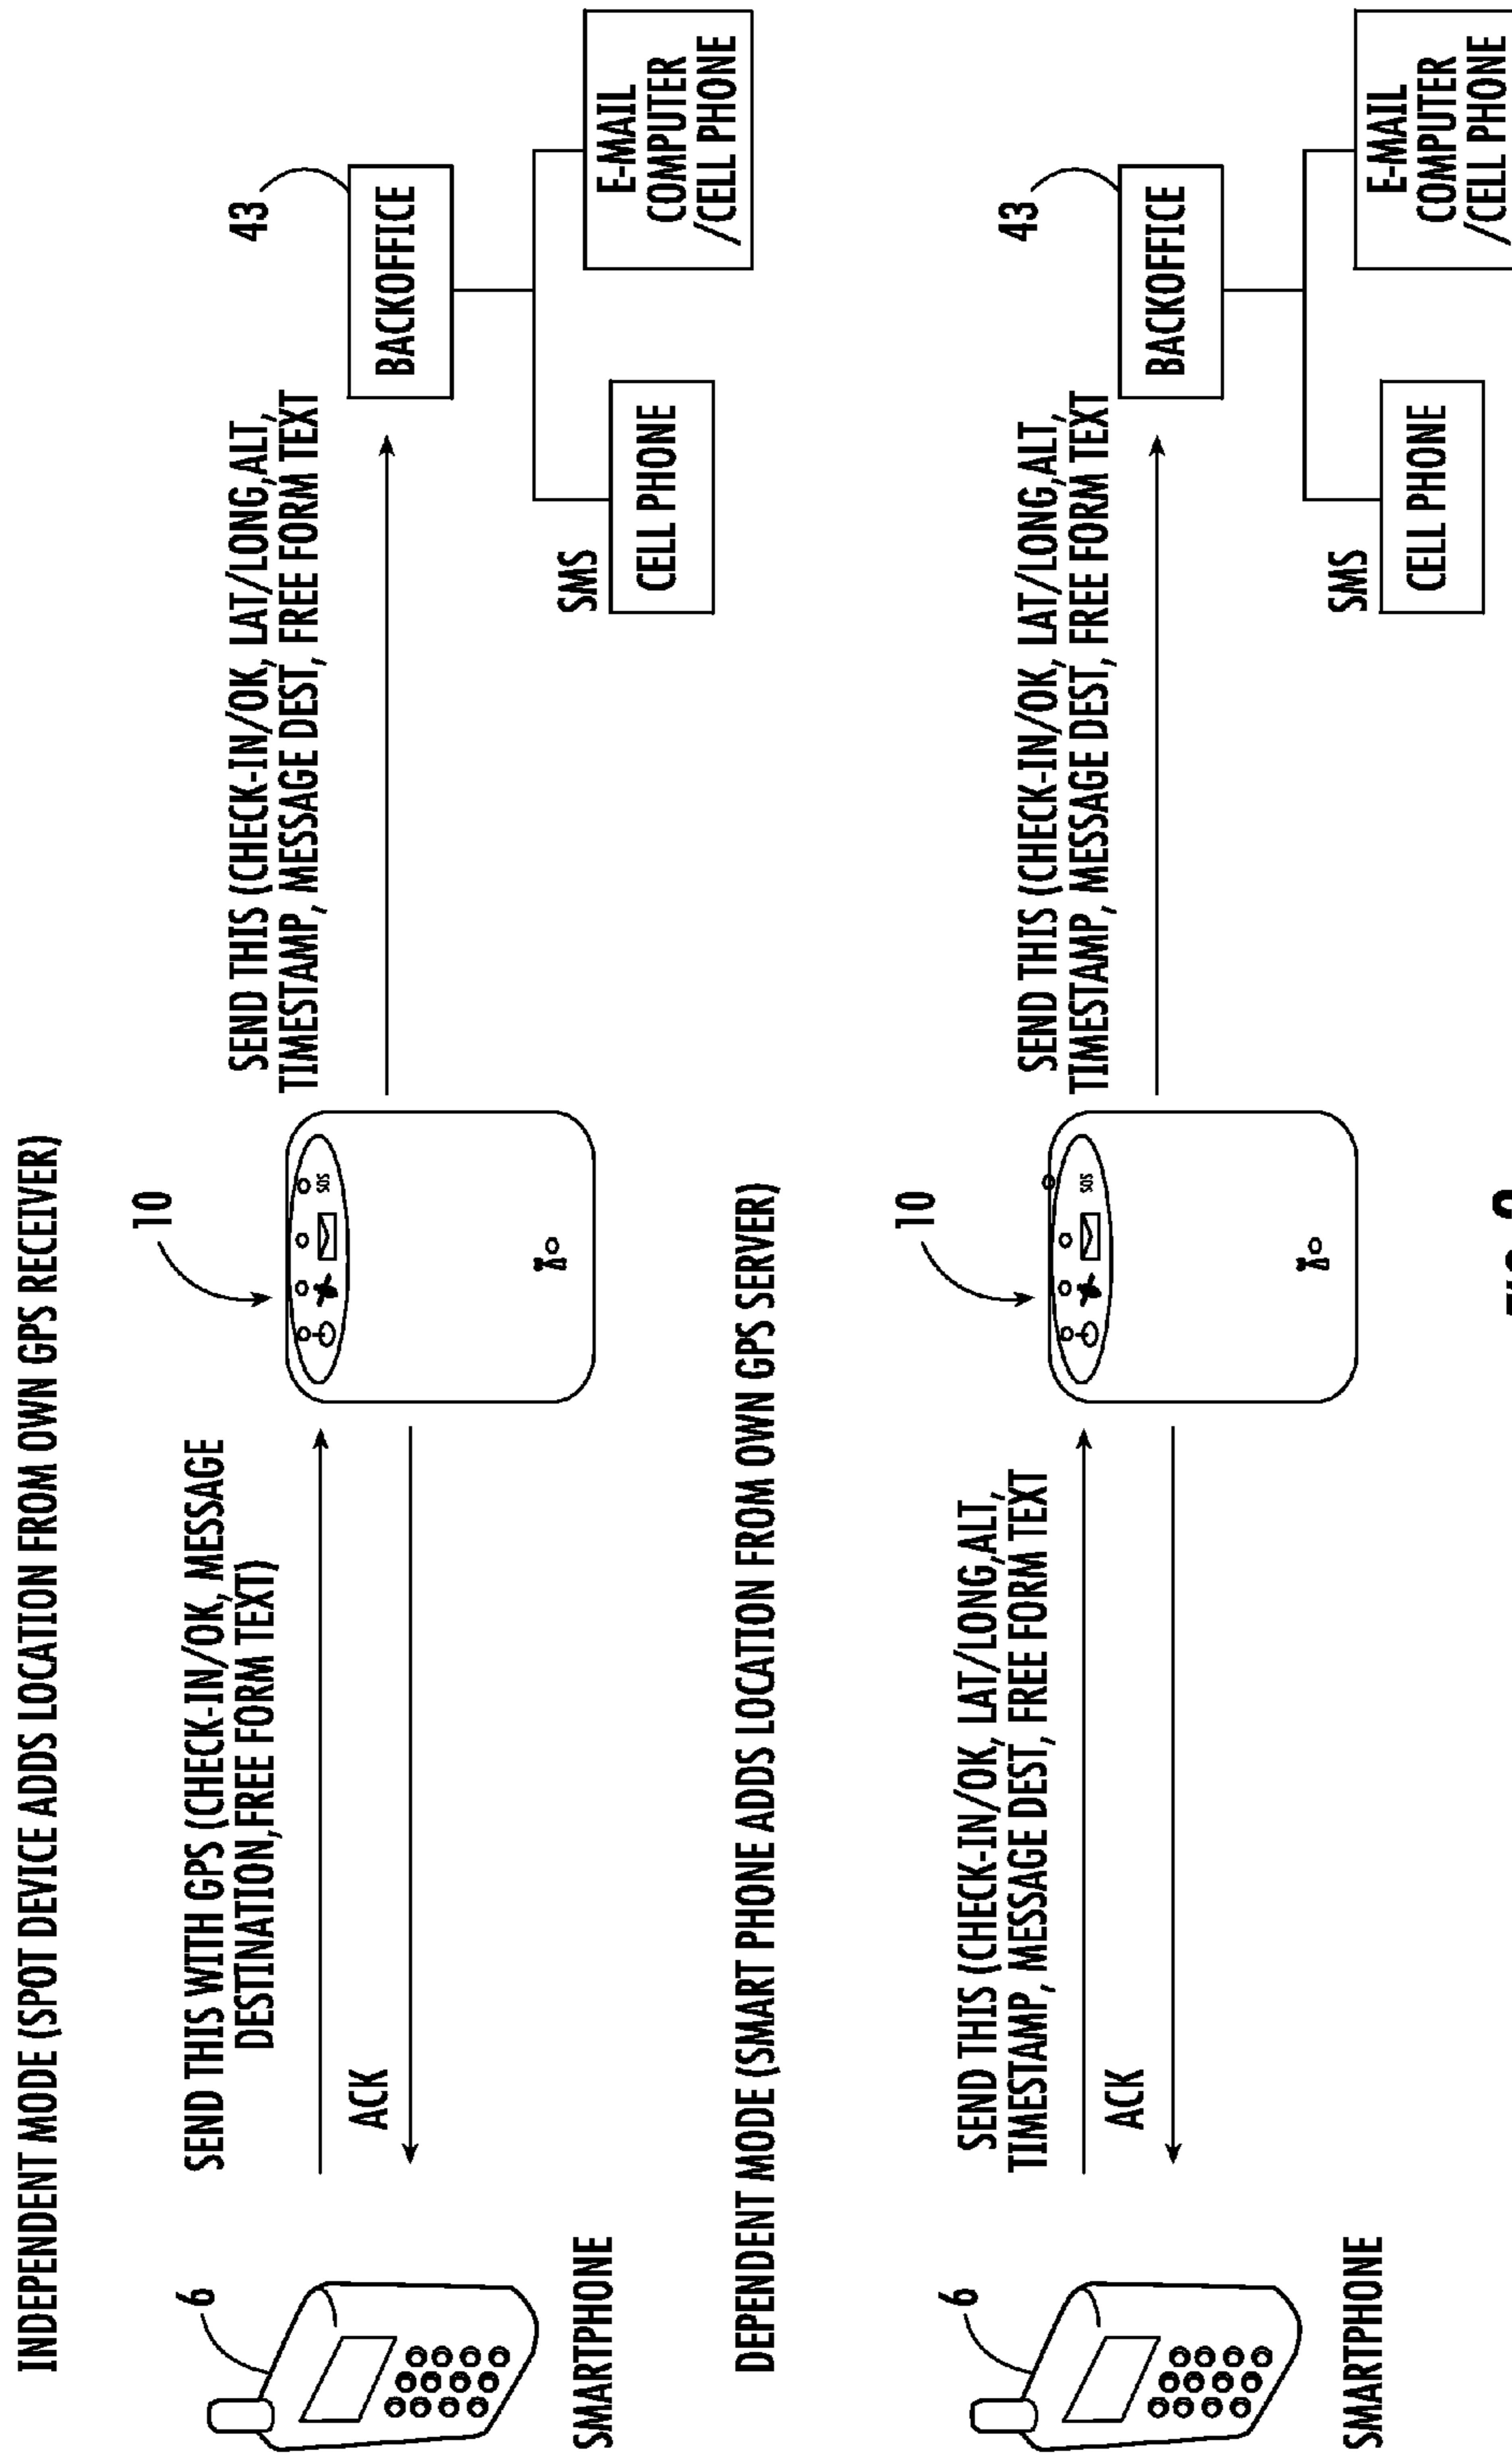 INDEPENDENT MODE (SPOT DEVICE ADDS LOCATION FROM OWN GPS RECEIVER)
6
SMARTPHONE
SEND THIS WITH GPS (CHECK-IN/OK, MESSAGE
DESTINATION,FREE FORM TEXT)
ACK
10
SOS
SEND THIS (CHECK-IN/OK, LAT/LONG,ALT,
TIMESTAMP, MESSAGE DEST, FREE FORM TEXT
43
BACKOFFICE
SMS
CELL PHONE
E-MAIL
COMPUTER
/CELL PHONE
DEPENDENT MODE (SMART PHONE ADDS LOCATION FROM OWN GPS SERVER)
6
SMARTPHONE
SEND THIS (CHECK-IN/OK, LAT/LONG,ALT,
TIMESTAMP, MESSAGE DEST, FREE FORM TEXT
ACK
10
SOS
SEND THIS (CHECK-IN/OK, LAT/LONG,ALT,
TIMESTAMP, MESSAGE DEST, FREE FORM TEXT
43
BACKOFFICE
SMS
CELL PHONE
E-MAIL
COMPUTER
/CELL PHONE